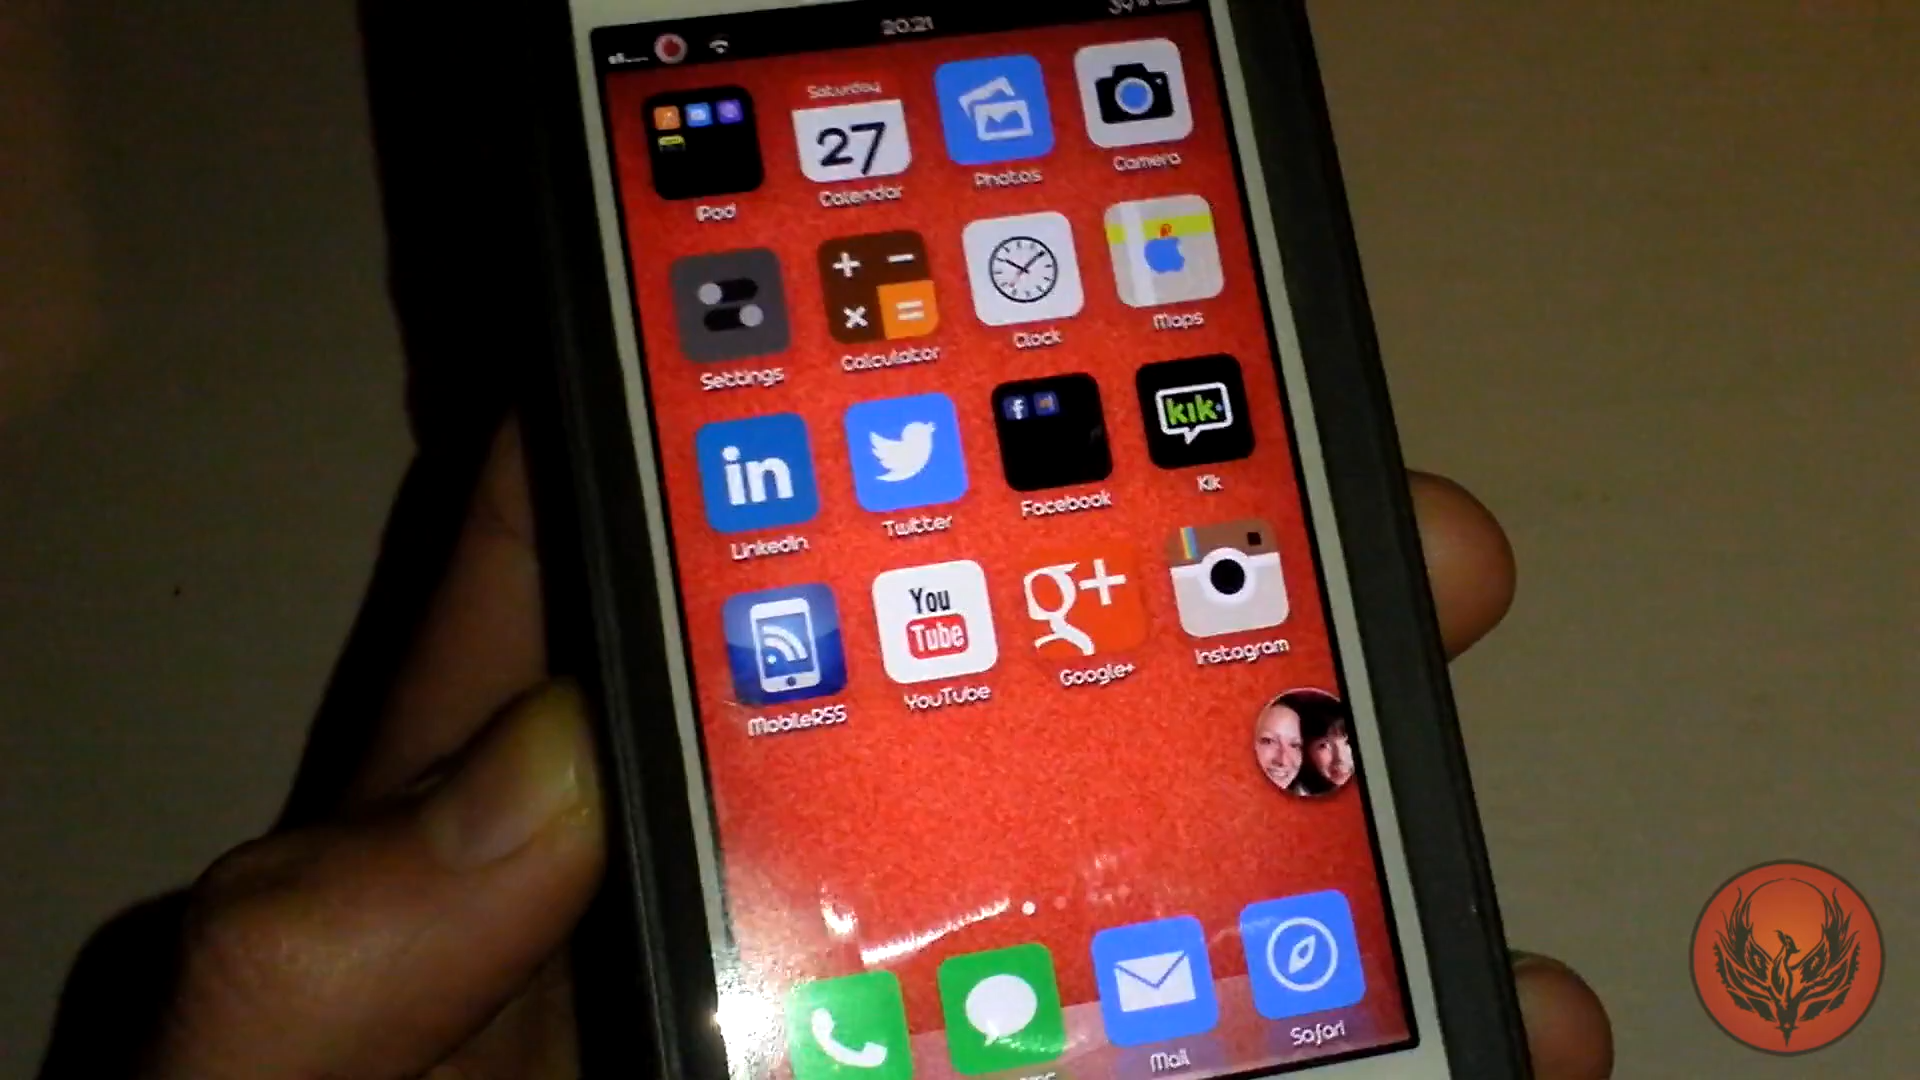 20:21
39%
Saturday
27
iPod
Calendar
Photos
Camera
Settings
Calculator
Clock
Maps
in
kik
LinkedIn
Twitter
Facebook
Kik
You
Tube
g+
MobileRSS
YouTube
Google+
Instagram
Mail
Safari